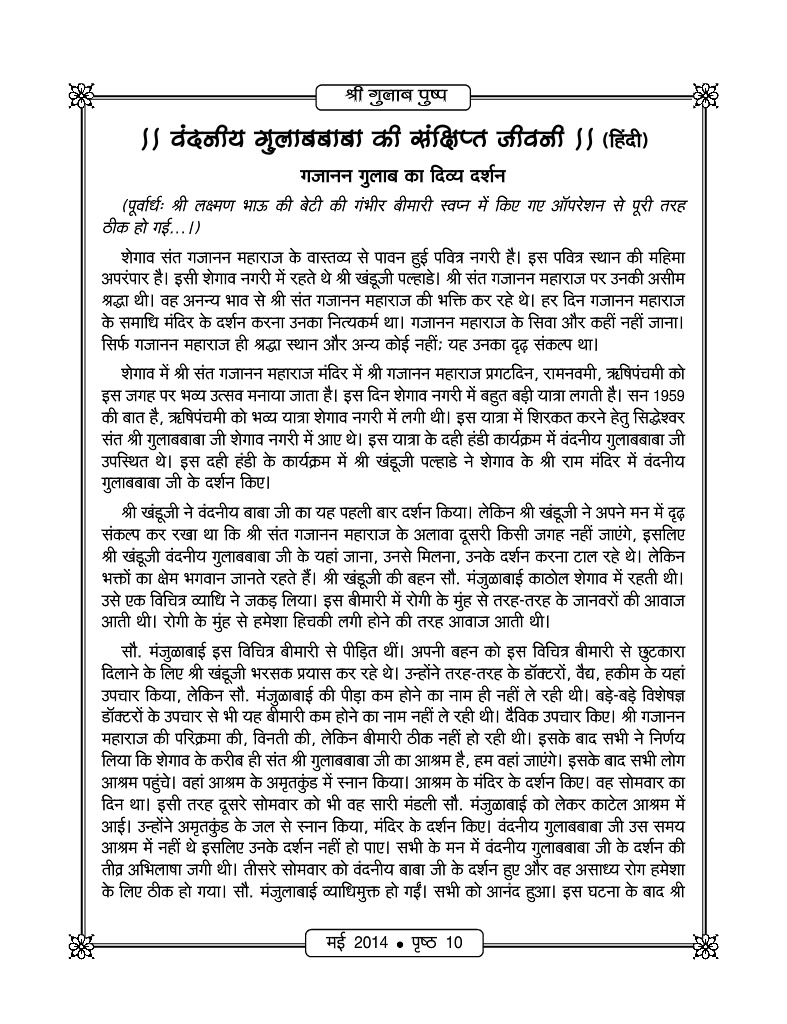 श्री गुलाब पुष्प
।। वंदनीय गुलाबबाबा की संक्षिप्त जीवनी ।। (हिंदी)
गजानन गुलाब का दिव्य दर्शन
(पूर्वार्धः श्री लक्ष्मण भाऊ की बेटी की गंभीर बीमारी स्वप्न में किए गए ऑपरेशन से पूरी तरह
ठीक हो गई...।)
शेगाव संत गजानन महाराज के वास्तव्य से पावन हुई पवित्र नगरी है। इस पवित्र स्थान की महिमा
अपरंपार है। इसी शेगाव नगरी में रहते थे श्री खंडूजी पल्हाडे। श्री संत गजानन महाराज पर उनकी असीम
श्रद्धा थी। वह अनन्य भाव से श्री संत गजानन महाराज की भक्ति कर रहे थे। हर दिन गजानन महाराज
के समाधि मंदिर के दर्शन करना उनका नित्यकर्म था। गजानन महाराज के सिवा और कहीं नहीं जाना।
सिर्फ गजानन महाराज ही श्रद्धा स्थान और अन्य कोई नहीं; यह उनका दृढ़ संकल्प था।
शेगाव में श्री संत गजानन महाराज मंदिर में श्री गजानन महाराज प्रगटदिन, रामनवमी, ऋषिपंचमी को
इस जगह पर भव्य उत्सव मनाया जाता है। इस दिन शेगाव नगरी में बहुत बड़ी यात्रा लगती है। सन 1959
की बात है, ऋषिपंचमी को भव्य यात्रा शेगाव नगरी में लगी थी। इस यात्रा में शिरकत करने हेतु सिद्धेश्वर
संत श्री गुलाबबाबा जी शेगाव नगरी में आए थे। इस यात्रा के दही हंडी कार्यक्रम में वंदनीय गुलाबबाबा जी
उपस्थित थे। इस दही हंडी के कार्यक्रम में श्री खंडूजी पल्हाडे ने शेगाव के श्री राम मंदिर में वंदनीय
गुलाबबाबा जी के दर्शन किए।
श्री खंडूजी ने वंदनीय बाबा जी का यह पहली बार दर्शन किया। लेकिन श्री खंडूजी ने अपने मन में दृढ़
संकल्प कर रखा था कि श्री संत गजानन महाराज के अलावा दूसरी किसी जगह नहीं जाएंगे, इसलिए
श्री खंडूजी वंदनीय गुलाबबाबा जी के यहां जाना, उनसे मिलना, उनके दर्शन करना टाल रहे थे। लेकिन
भक्तों का क्षेम भगवान जानते रहते हैं। श्री खंडूजी की बहन सौ. मंजुळाबाई काठोल शेगाव में रहती थी।
उसे एक विचित्र व्याधि ने जकड़ लिया। इस बीमारी में रोगी के मुंह से तरह-तरह के जानवरों की आवाज
आती थी। रोगी के मुंह से हमेशा हिचकी लगी होने की तरह आवाज आती थी।
सौ. मंजुळाबाई इस विचित्र बीमारी से पीड़ित थीं। अपनी बहन को इस विचित्र बीमारी से छुटकारा
दिलाने के लिए श्री खंडूजी भरसक प्रयास कर रहे थे। उन्होंने तरह-तरह के डॉक्टरों, वैद्य, हकीम के यहां
उपचार किया, लेकिन सौ. मंजुळाबाई की पीड़ा कम होने का नाम ही नहीं ले रही थी। बड़े-बड़े विशेषज्ञ
डॉक्टरों के उपचार से भी यह बीमारी कम होने का नाम नहीं ले रही थी। दैविक उपचार किए। श्री गजानन
महाराज की परिक्रमा की, विनती की, लेकिन बीमारी ठीक नहीं हो रही थी। इसके बाद सभी ने निर्णय
लिया कि शेगाव के करीब ही संत श्री गुलाबबाबा जी का आश्रम है, हम वहां जाएंगे। इसके बाद सभी लोग
आश्रम पहुंचे। वहां आश्रम के अमृतकुंड में स्नान किया। आश्रम के मंदिर के दर्शन किए। वह सोमवार का
दिन था। इसी तरह दूसरे सोमवार को भी वह सारी मंडली सौ. मंजुळाबाई को लेकर काटेल आश्रम में
आई। उन्होंने अमृतकुंड के जल से स्नान किया, मंदिर के दर्शन किए। वंदनीय गुलाबबाबा जी उस समय
आश्रम में नहीं थे इसलिए उनके दर्शन नहीं हो पाए। सभी के मन में वंदनीय गुलाबबाबा जी के दर्शन की
तीव्र अभिलाषा जगी थी। तीसरे सोमवार को वंदनीय बाबा जी के दर्शन हुए और वह असाध्य रोग हमेशा
के लिए ठीक हो गया। सौ. मंजुलाबाई व्याधिमुक्त हो गईं। सभी को आनंद हुआ। इस घटना के बाद श्री
मई 2014 ● पृष्ठ 10